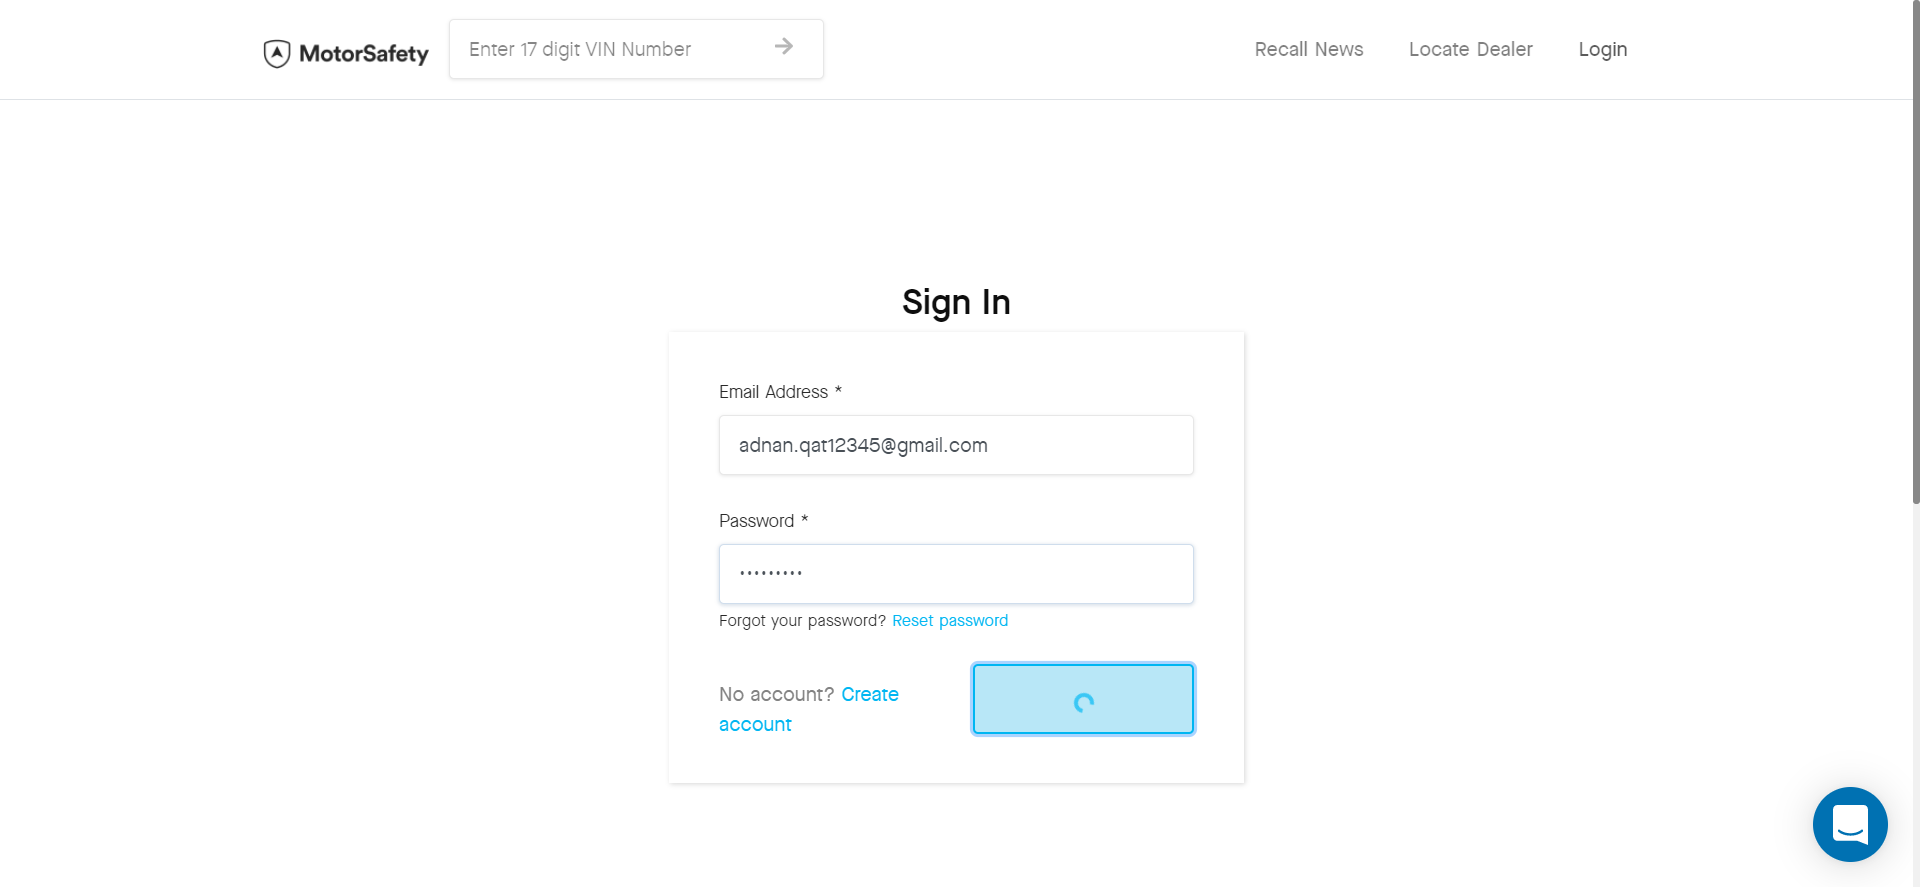 MotorSafety
Enter 17 digit VIN Number
Recall News
Locate Dealer
Login
Sign In
Email Address *
adnan.qat12345@gmail.com
Password *
•••••••••
Forgot your password? Reset password
No account? Create
account